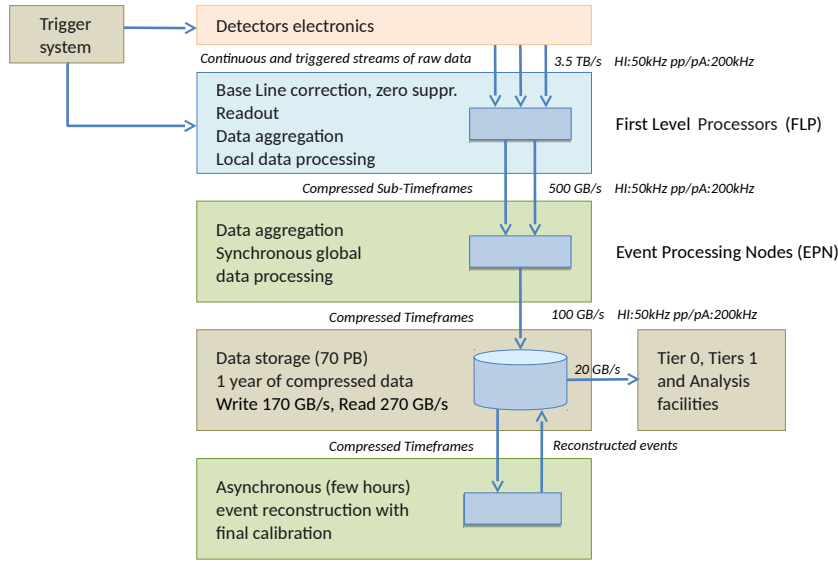 Trigger
system
Detectors electronics
Continuous and triggered streams of raw data
3.5 TB/s HI:50kHz pp/pA:200kHz
Base Line correction, zero suppr.
Readout
Data aggregation
Local data processing
First Level Processors (FLP)
Compressed Sub-Timeframes
500 GB/s HI:50kHz pp/pA:200kHz
Data aggregation
Synchronous global
data processing
Event Processing Nodes (EPN)
Compressed Timeframes
100 GB/s HI:50kHz pp/pA:200kHz
Data storage (70 PB)
1 year of compressed data
Write 170 GB/s, Read 270 GB/s
20 GB/s
Tier 0, Tiers 1
and Analysis
facilities
Compressed Timeframes
Reconstructed events
Asynchronous (few hours)
event reconstruction with
final calibration